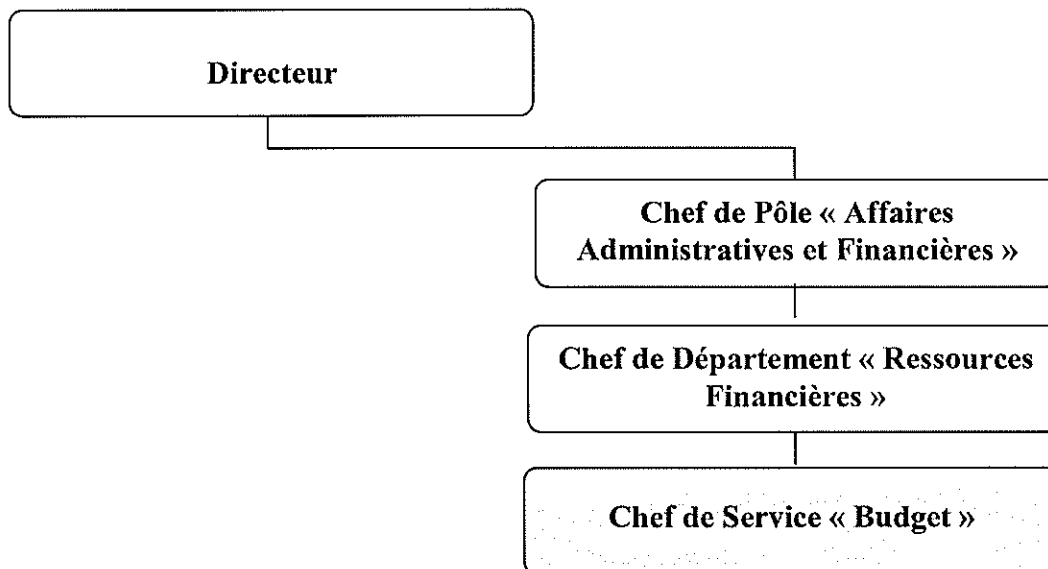 Directeur
Chef de Pôle « Affaires
Administratives et Financières »
Chef de Département « Ressources
Financières »
Chef de Service « Budget »